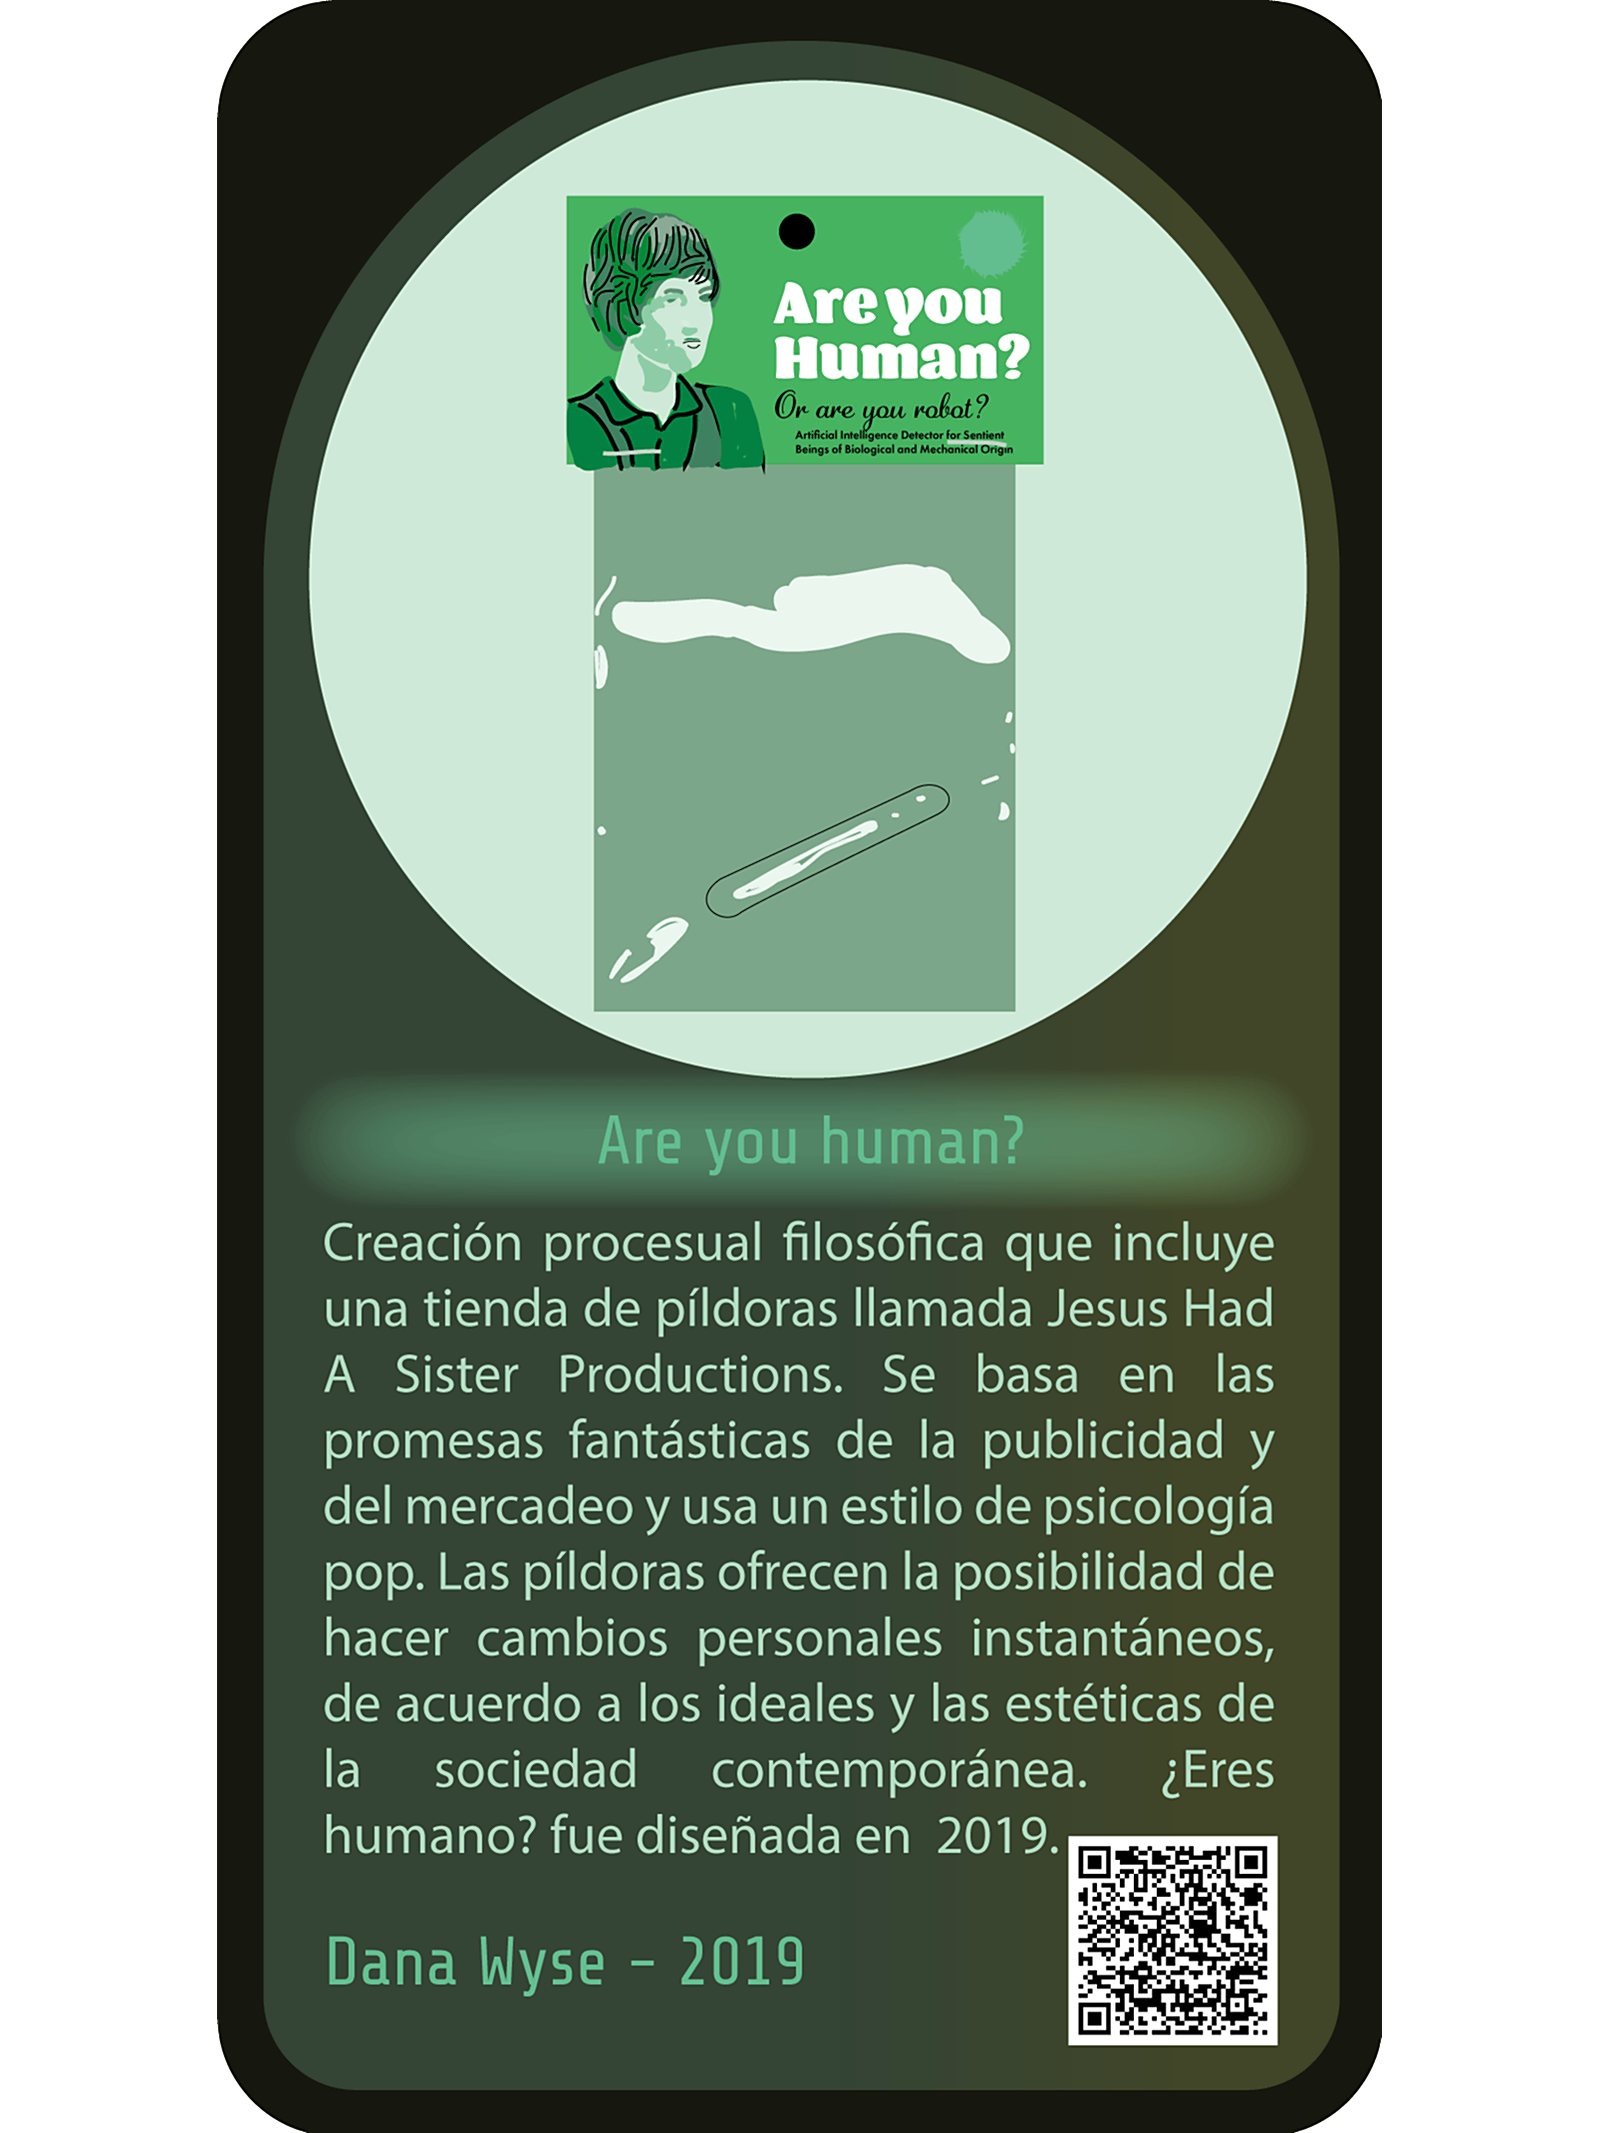 Are you
Human?
Or are you robot?
Artificial Intelligence Detector for Sentient
Beings of Biological and Mechanical Origin
Are you human?
Creación procesual filosófica que incluye
una tienda de píldoras llamada Jesus Had
A Sister Productions. Se basa en las
promesas fantásticas de la publicidad y
del mercadeo y usa un estilo de psicología
pop. Las píldoras ofrecen la posibilidad de
hacer cambios personales instantáneos,
de acuerdo a los ideales y las estéticas de
la sociedad contemporánea. ¿Eres
humano? fue diseñada en 2019.
Dana Wyse - 2019